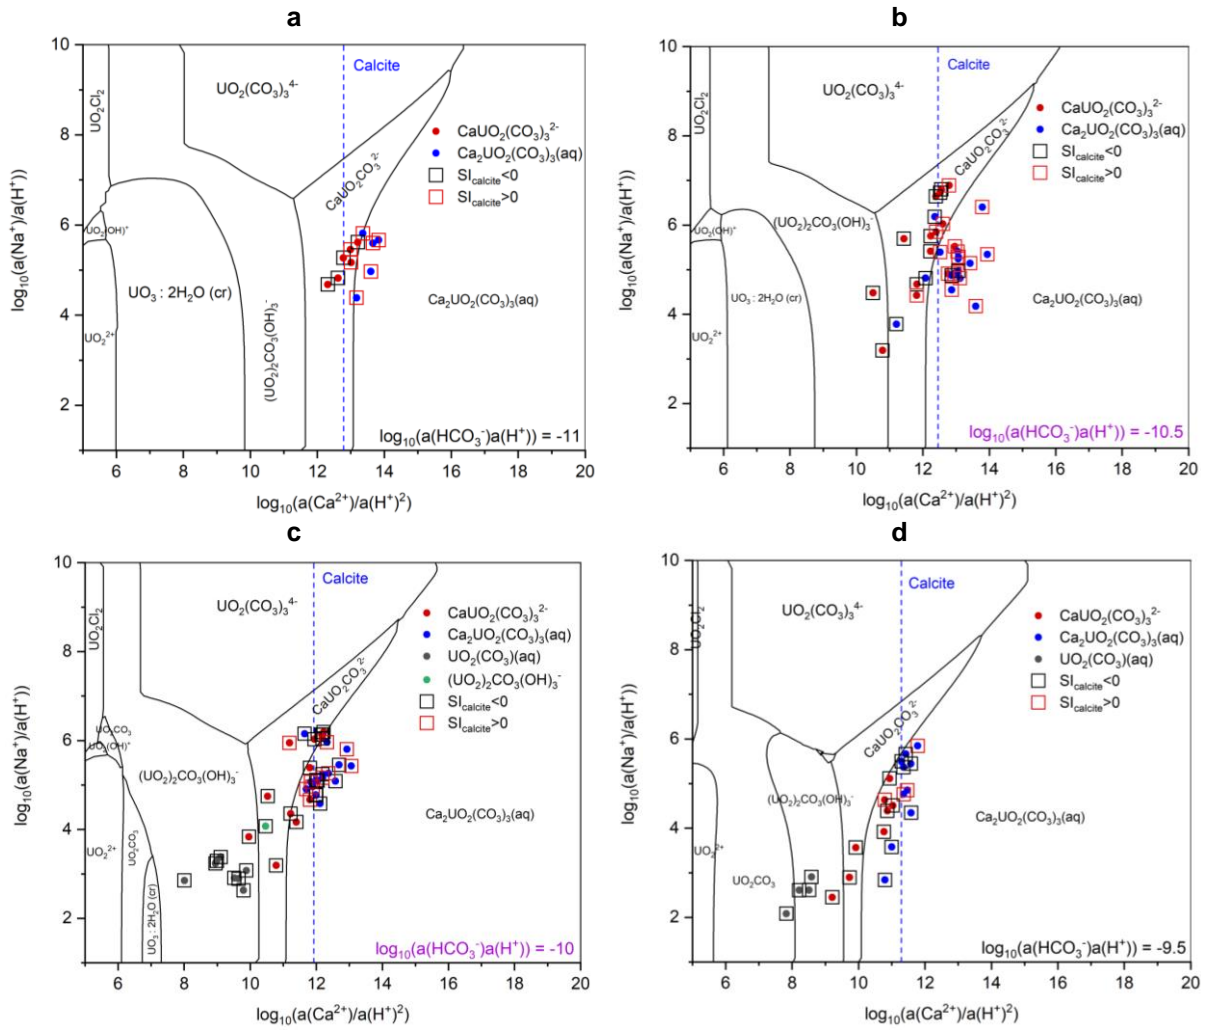 a
10
8
6
4
2
6 8 10 12 14 16 18 20
log₁₀(a(Na⁺)/a(H⁺))
log₁₀(a(Ca²⁺)/a(H⁺)²)
UO₂Cl₂
UO₂(CO₃)₃⁴⁻
Calcite
CaUO₂CO₃²⁻
CaUO₂(CO₃)₃²⁻
Ca₂UO₂(CO₃)₃(aq)
SIcalcite<0
SIcalcite>0
UO₂(OH)⁺
UO₃ : 2H₂O (cr)
(UO₂)₂CO₃(OH)₃⁻
UO₂²⁺
Ca₂UO₂(CO₃)₃(aq)
log₁₀(a(HCO₃⁻)a(H⁺)) = -11
b
10
8
6
4
2
6 8 10 12 14 16 18 20
log₁₀(a(Na⁺)/a(H⁺))
log₁₀(a(Ca²⁺)/a(H⁺)²)
UO₂Cl₂
UO₂(CO₃)₃⁴⁻
Calcite
CaUO₂CO₃²⁻
CaUO₂(CO₃)₃²⁻
Ca₂UO₂(CO₃)₃(aq)
SIcalcite<0
SIcalcite>0
UO₂(OH)⁺
(UO₂)₂CO₃(OH)₃⁻
UO₃ : 2H₂O (cr)
UO₂²⁺
Ca₂UO₂(CO₃)₃(aq)
log₁₀(a(HCO₃⁻)a(H⁺)) = -10.5
c
10
8
6
4
2
6 8 10 12 14 16 18 20
log₁₀(a(Na⁺)/a(H⁺))
log₁₀(a(Ca²⁺)/a(H⁺)²)
UO₂Cl₂
UO₂(CO₃)₃⁴⁻
Calcite
CaUO₂CO₃²⁻
CaUO₂(CO₃)₃²⁻
Ca₂UO₂(CO₃)₃(aq)
UO₂(CO₃)(aq)
(UO₂)₂CO₃(OH)₃⁻
SIcalcite<0
SIcalcite>0
UO₂CO₃
UO₂(OH)⁺
(UO₂)₂CO₃(OH)₃⁻
UO₂²⁺
UO₂CO₃
UO₃ : 2H₂O (cr)
Ca₂UO₂(CO₃)₃(aq)
log₁₀(a(HCO₃⁻)a(H⁺)) = -10
d
10
8
6
4
2
6 8 10 12 14 16 18 20
log₁₀(a(Na⁺)/a(H⁺))
log₁₀(a(Ca²⁺)/a(H⁺)²)
UO₂Cl₂
UO₂(CO₃)₃⁴⁻
Calcite
CaUO₂CO₃²⁻
CaUO₂(CO₃)₃²⁻
Ca₂UO₂(CO₃)₃(aq)
UO₂(CO₃)(aq)
SIcalcite<0
SIcalcite>0
(UO₂)₂CO₃(OH)₃⁻
UO₂²⁺
UO₂CO₃
Ca₂UO₂(CO₃)₃(aq)
log₁₀(a(HCO₃⁻)a(H⁺)) = -9.5